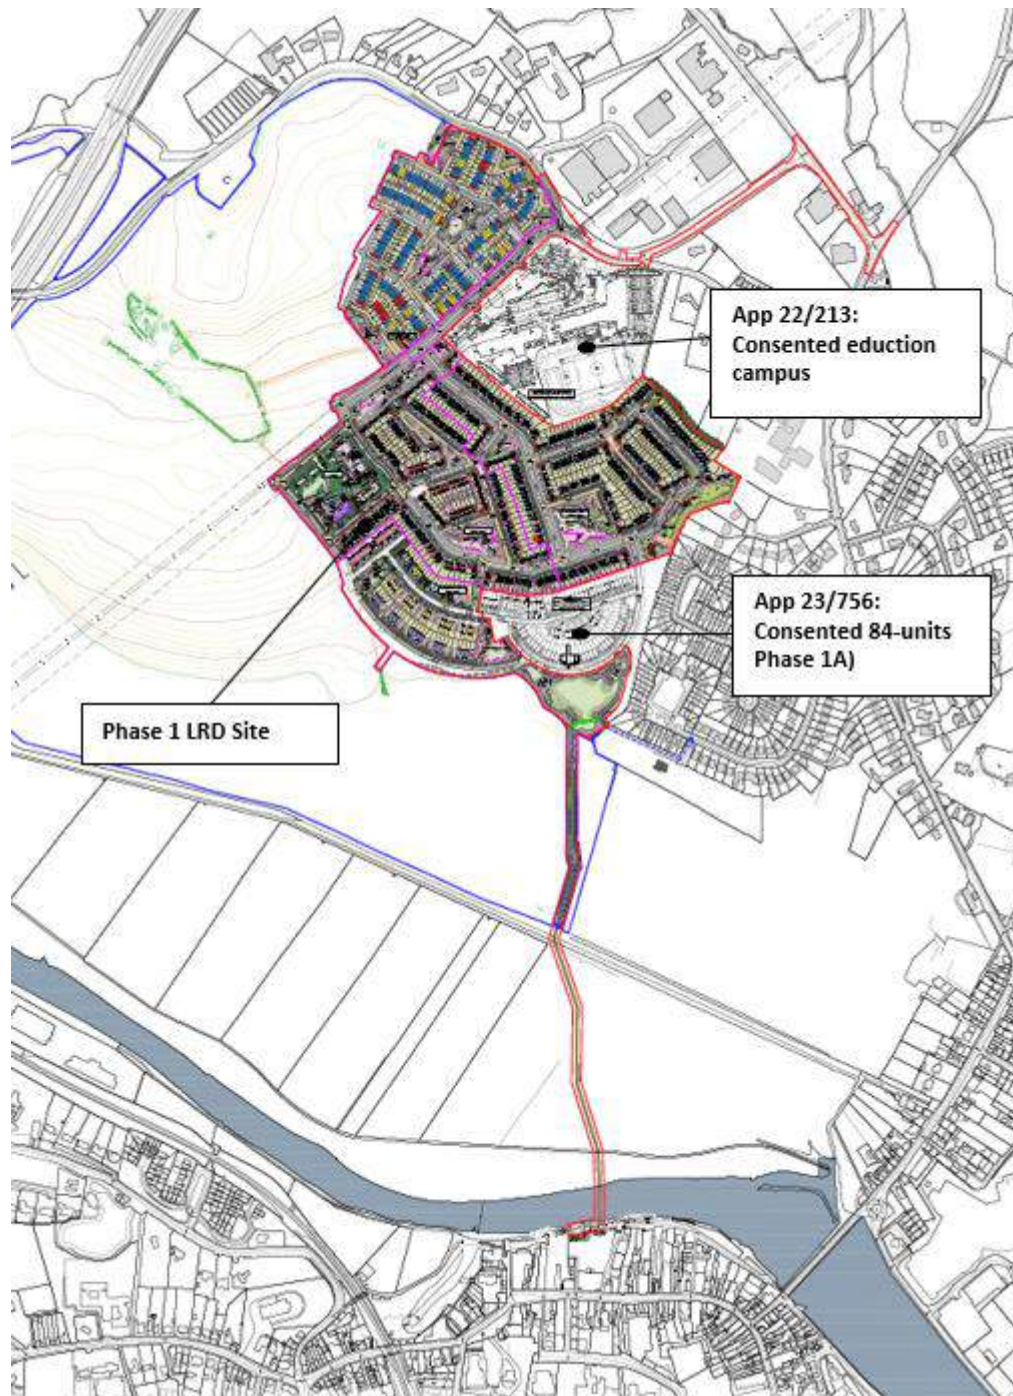 App 22/213:
Consented eduction
campus
App 23/756:
Consented 84-units
Phase 1A)
Phase 1 LRD Site